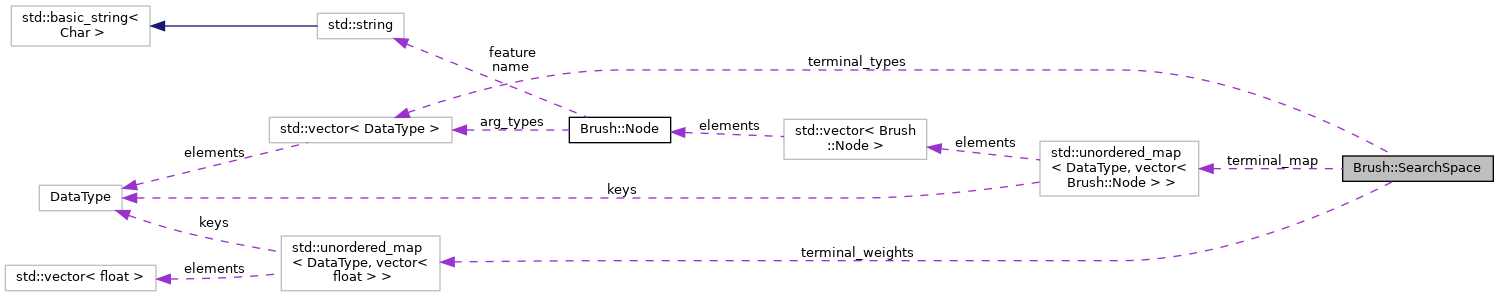 std::basic_string<
Char >
std::string
feature
name
terminal_types
std::vector< DataType >
arg_types
Brush::Node
elements
std::vector< Brush
::Node >
elements
std::unordered_map
< DataType, vector<
Brush::Node > >
terminal_map
Brush::SearchSpace
elements
DataType
keys
keys
std::unordered_map
< DataType, vector<
float > >
terminal_weights
std::vector< float >
elements